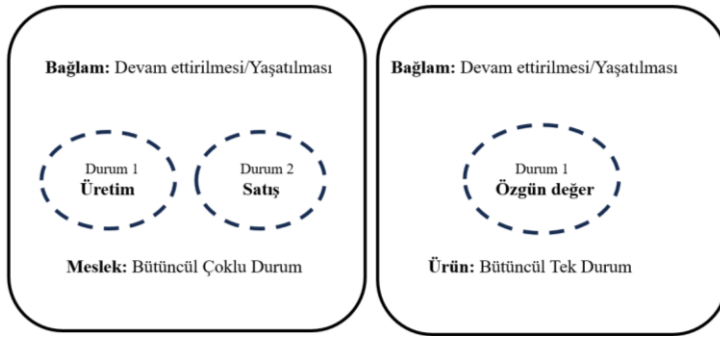 Bağlam: Devam ettirilmesi/Yaşatılması
Durum 1
Üretim
Durum 2
Satış
Meslek: Bütüncül Çoklu Durum
Bağlam: Devam ettirilmesi/Yaşatılması
Durum 1
Özgün değer
Ürün: Bütüncül Tek Durum